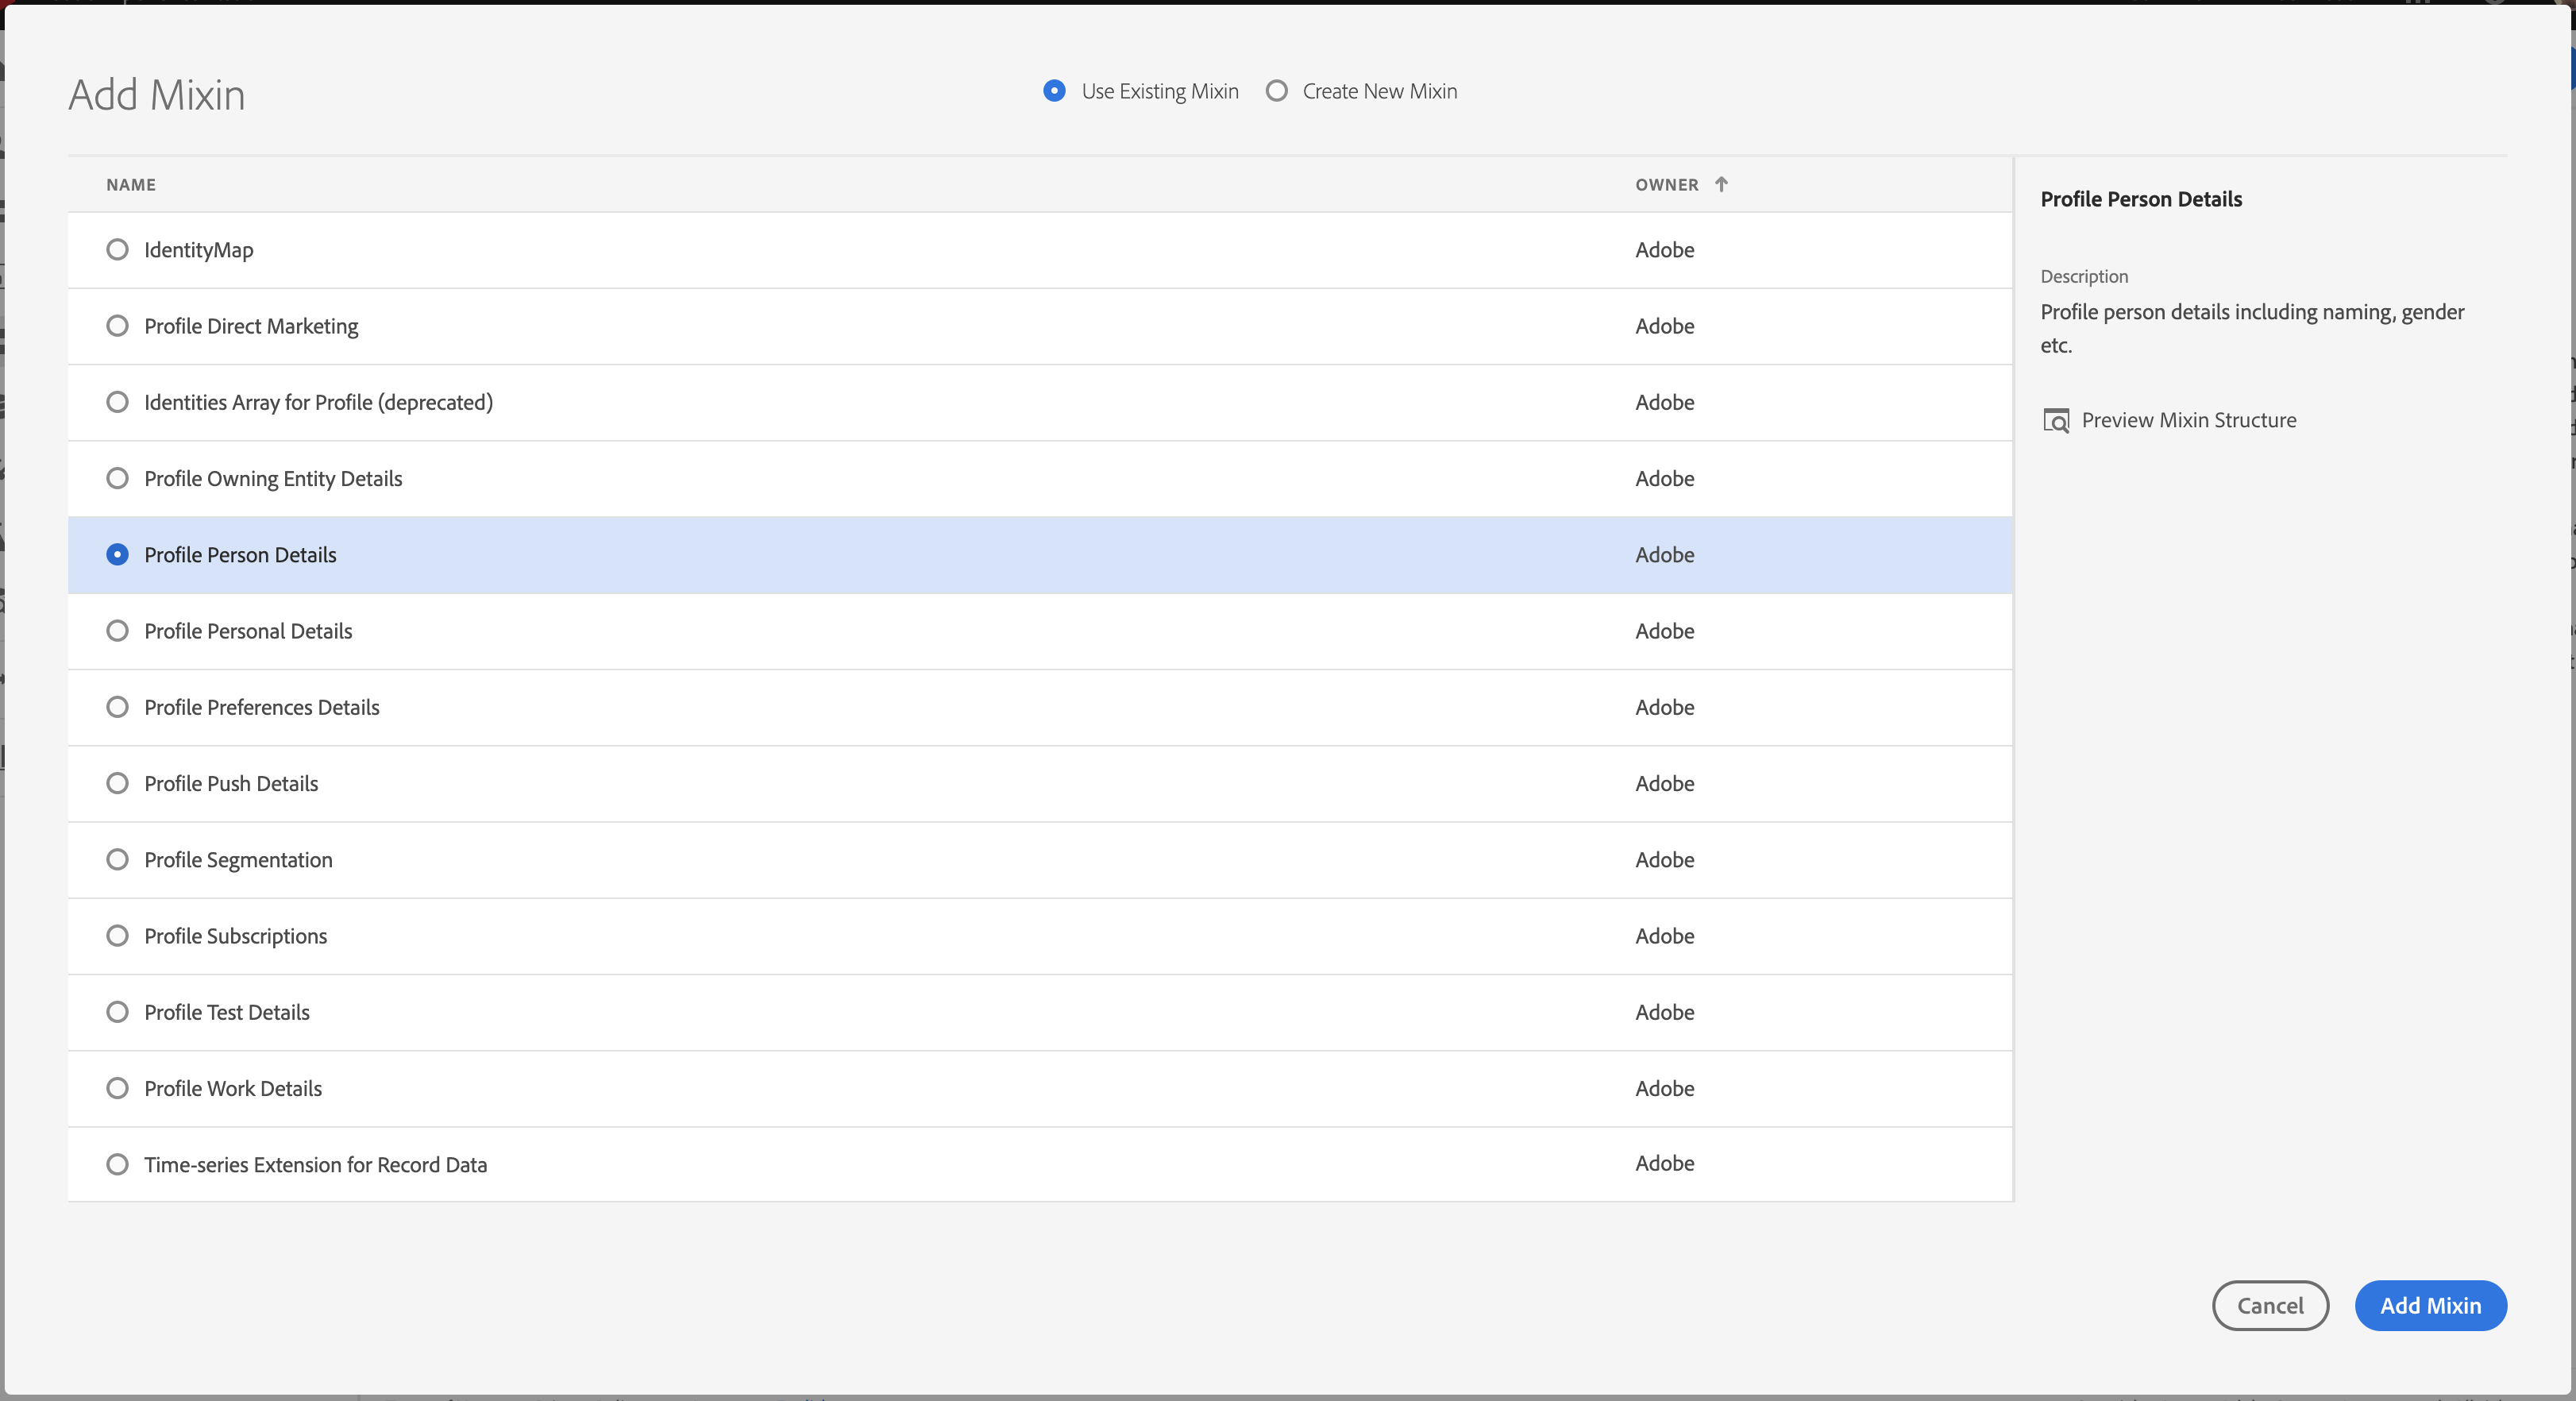 Add Mixin
Use Existing Mixin
Create New Mixin
NAME
OWNER
IdentityMap
Adobe
Profile Direct Marketing
Adobe
Identities Array for Profile (deprecated)
Adobe
Profile Owning Entity Details
Adobe
Profile Person Details
Adobe
Profile Personal Details
Adobe
Profile Preferences Details
Adobe
Profile Push Details
Adobe
Profile Segmentation
Adobe
Profile Subscriptions
Adobe
Profile Test Details
Adobe
Profile Work Details
Adobe
Time-series Extension for Record Data
Adobe
Profile Person Details
Description
Profile person details including naming, gender
etc.
Preview Mixin Structure
Cancel
Add Mixin